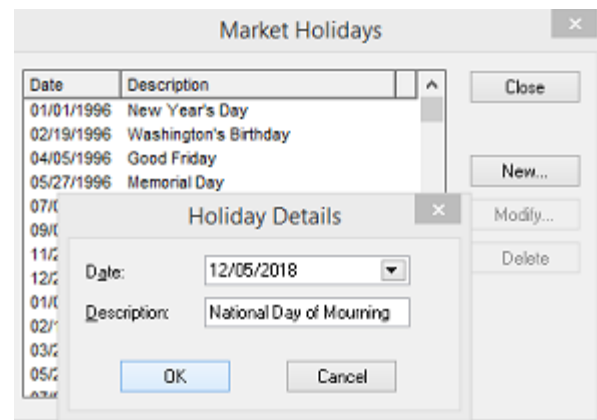 Market Holidays
Date Description
Close
01/01/1996 New Year's Day
02/19/1996 Washington's Birthday
04/05/1996 Good Friday
05/27/1996 Memorial Day
New...
Modify...
Delete
Holiday Details
Date: 12/05/2018
Description: National Day of Mourning
OK Cancel